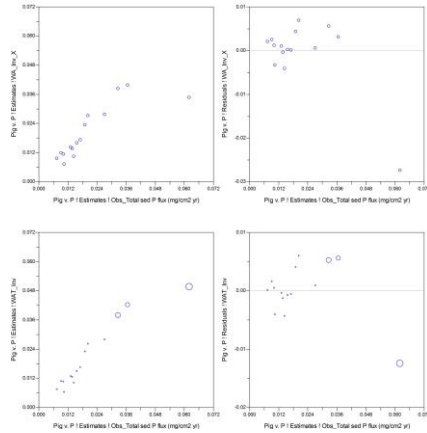 0.072
0.060
0.048
0.036
0.024
0.012
0.000
Pig v. P ! Estimates ! WA_Inv_X
0.000 0.012 0.024 0.036 0.048 0.060 0.072
Pig v. P ! Estimates ! Obs_Total sed P flux (mg/cm2 yr)
0.01
0.00
-0.03
Pig v. P ! Residuals ! WA_Inv_X
0.000 0.012 0.024 0.036 0.048 0.060 0.072
Pig v. P ! Estimates ! Obs_Total sed P flux (mg/cm2 yr)
0.072
0.060
0.048
0.036
0.024
0.012
0.000
Pig v. P ! Estimates ! WAT_Inv
0.000 0.012 0.024 0.036 0.048 0.060 0.072
Pig v. P ! Estimates ! Obs_Total sed P flux (mg/cm2 yr)
0.01
0.00
-0.01
-0.02
Pig v. P ! Residuals ! WAT_Inv
0.000 0.012 0.024 0.036 0.048 0.060 0.072
Pig v. P ! Estimates ! Obs_Total sed P flux (mg/cm2 yr)